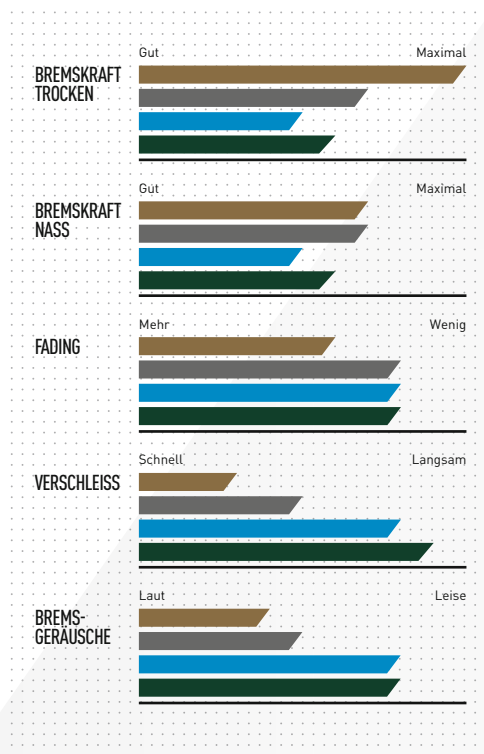 Gut Maximal
BREMSKRAFT
TROCKEN
Gut Maximal
BREMSKRAFT
NASS
Mehr Wenig
FADING
Schnell Langsam
VERSCHLEISS
Laut Leise
BREMS-
GERÄUSCHE